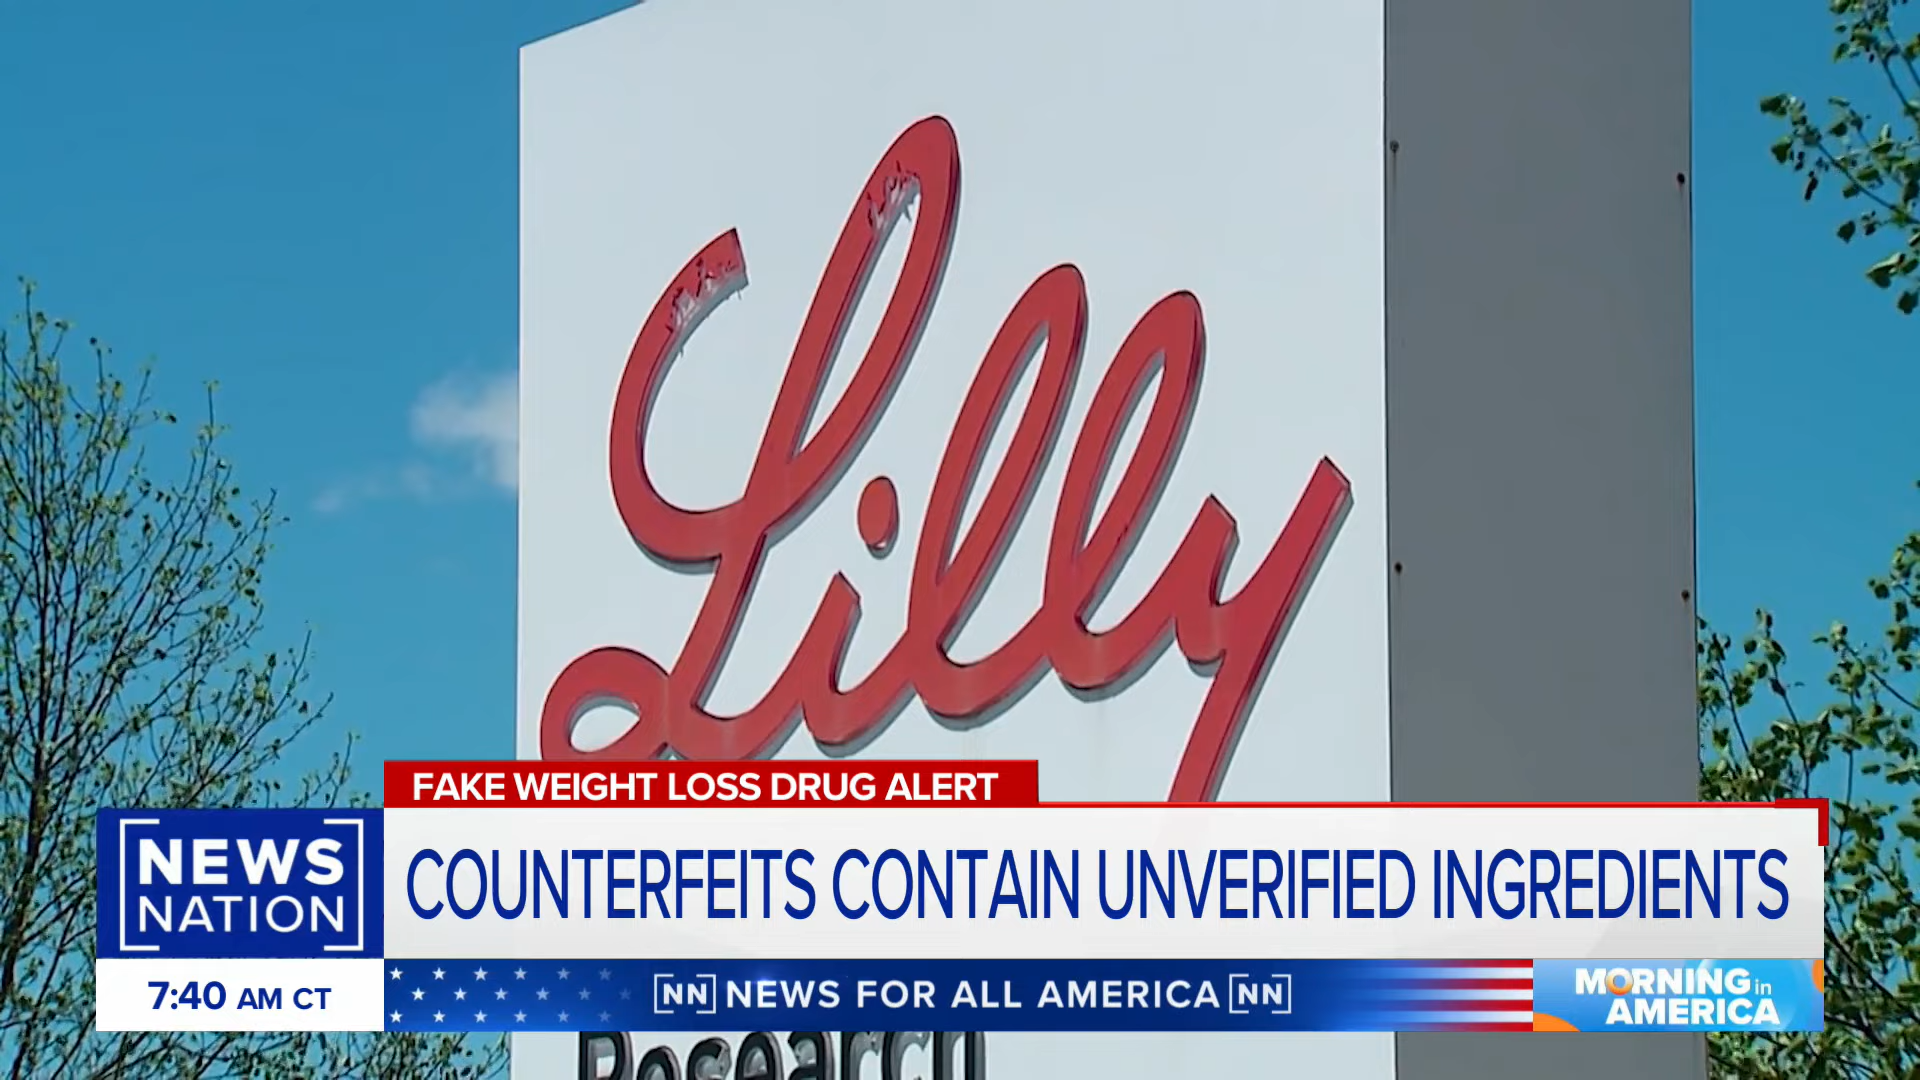 Lilly
FAKE WEIGHT LOSS DRUG ALERT
NEWS
NATION
COUNTERFEITS CONTAIN UNVERIFIED INGREDIENTS
7:40 AM CT
NN NEWS FOR ALL AMERICA NN
MORNING in
AMERICA
Research